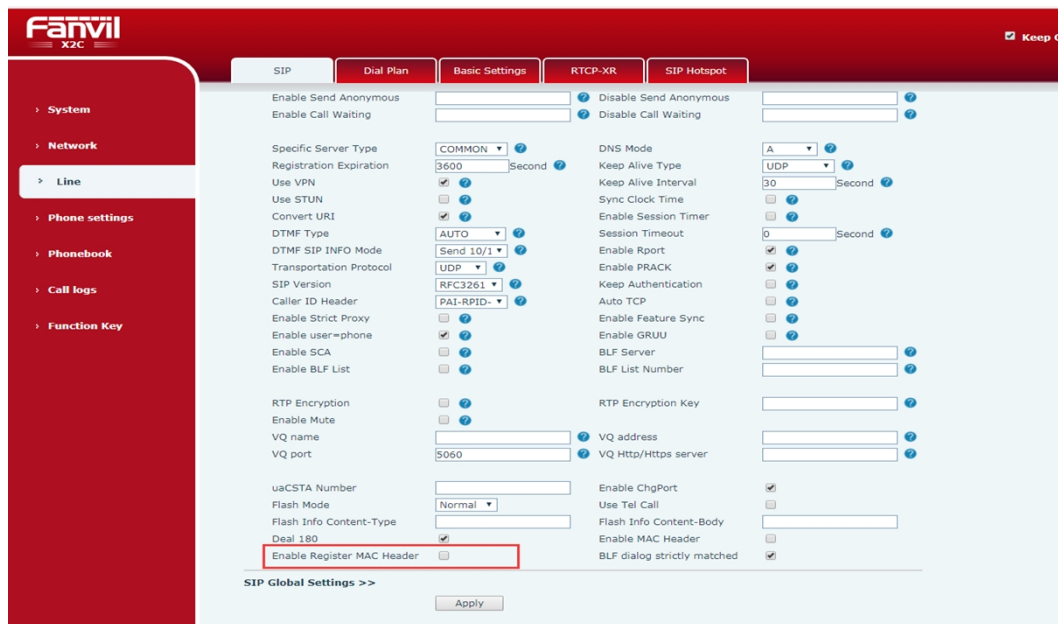 Fanvil
X2C
Keep
SIP
Dial Plan
Basic Settings
RTCP-XR
SIP Hotspot
System
Network
Line
Phone settings
Phonebook
Call logs
Function Key
Enable Send Anonymous ? Disable Send Anonymous ?
Enable Call Waiting ? Disable Call Waiting ?
Specific Server Type COMMON ? DNS Mode A ?
Registration Expiration 3600 Second ? Keep Alive Type UDP ?
Use VPN ? Keep Alive Interval 30 Second ?
Use STUN ? Sync Clock Time ?
Convert URI ? Enable Session Timer ?
DTMF Type AUTO ? Session Timeout 0 Second ?
DTMF SIP INFO Mode Send 10/1 ? Enable Rport ?
Transportation Protocol UDP ? Enable PRACK ?
SIP Version RFC3261 ? Keep Authentication ?
Caller ID Header PAI-RPID- ? Auto TCP ?
Enable Strict Proxy ? Enable Feature Sync ?
Enable user=phone ? Enable GRUU ?
Enable SCA ? BLF Server ?
Enable BLF List ? BLF List Number ?
RTP Encryption ? RTP Encryption Key ?
Enable Mute ?
VQ name ? VQ address ?
VQ port 5060 ? VQ Http/Https server ?
uaCSTA Number Enable ChgPort
Flash Mode Normal Use Tel Call
Flash Info Content-Type Flash Info Content-Body
Deal 180 Enable MAC Header
Enable Register MAC Header BLF dialog strictly matched
SIP Global Settings >>
Apply